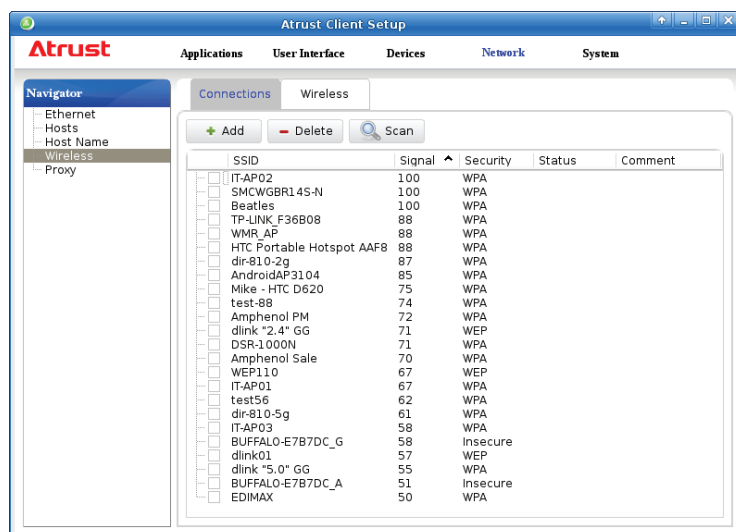 Atrust Client Setup
Atrust Applications User Interface Devices Network System
Navigator
Ethernet
Hosts
Host Name
Wireless
Proxy
Connections Wireless
Add Delete Scan
SSID Signal Security Status Comment
IT-AP02 100 WPA
SMCWGBR14S-N 100 WPA
Beatles 100 WPA
TP-LINK_F36B08 88 WPA
WMR_AP 88 WPA
HTC Portable Hotspot AAF8 88 WPA
dir-810-2g 87 WPA
AndroidAP3104 85 WPA
Mike - HTC D620 75 WPA
test-88 74 WPA
Amphenol PM 72 WPA
dlink "2.4" GG 71 WEP
DSR-1000N 71 WPA
Amphenol Sale 70 WPA
WEP110 67 WEP
IT-AP01 67 WPA
test56 62 WPA
dir-810-5g 61 WPA
IT-AP03 58 WPA
BUFFALO-E7B7DC_G 58 Insecure
dlink01 57 WEP
dlink "5.0" GG 55 WPA
BUFFALO-E7B7DC_A 51 Insecure
EDIMAX 50 WPA